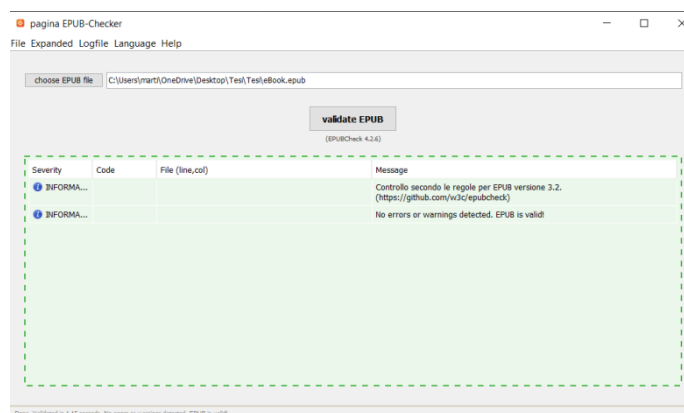 pagina EPUB-Checker
File Expanded Logfile Language Help
choose EPUB file C:\Users\marti\OneDrive\Desktop\Tesi\Tesi\eBook.epub
validate EPUB
(EPUBCheck 4.2.6)
Severity Code File (line,col) Message
INFORMA... Controllo secondo le regole per EPUB versione 3.2.
(https://github.com/w3c/epubcheck)
INFORMA... No errors or warnings detected. EPUB is valid!